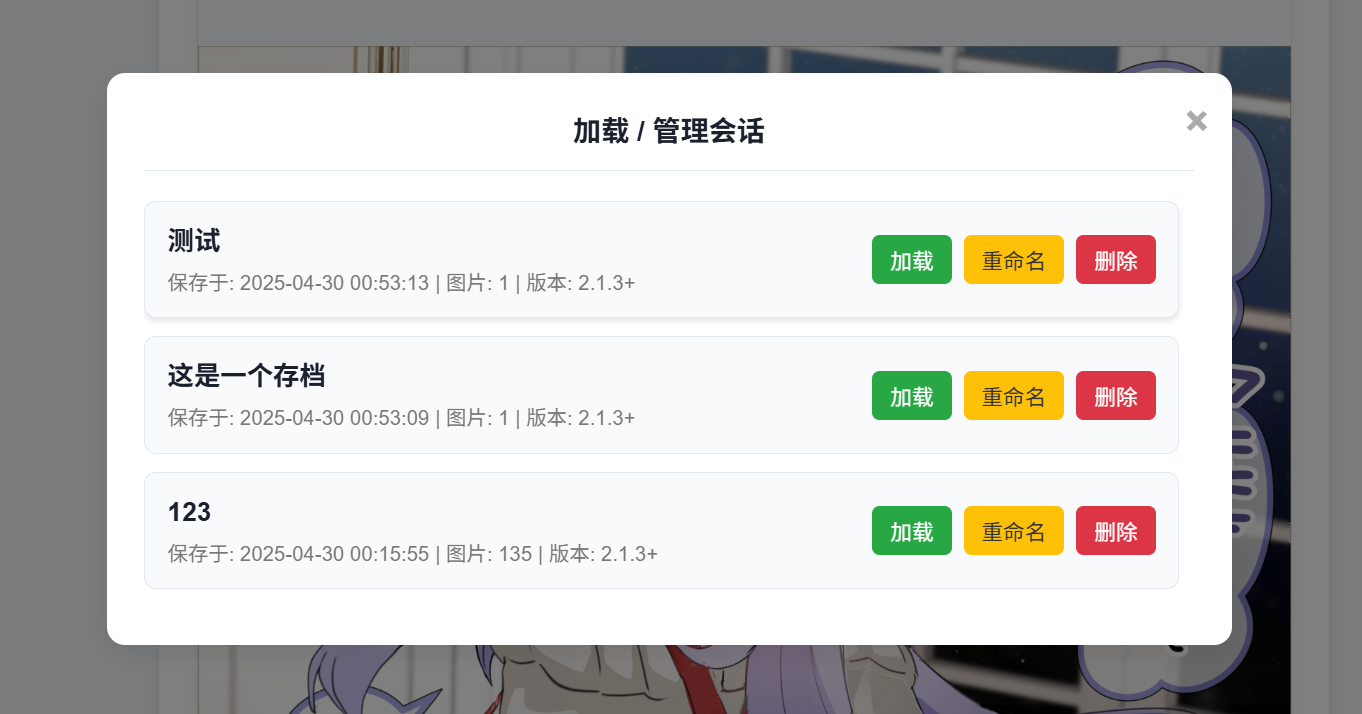 加载 / 管理会话
×
测试
保存于: 2025-04-30 00:53:13 | 图片: 1 | 版本: 2.1.3+
加载 重命名 删除
这是一个存档
保存于: 2025-04-30 00:53:09 | 图片: 1 | 版本: 2.1.3+
加载 重命名 删除
123
保存于: 2025-04-30 00:15:55 | 图片: 135 | 版本: 2.1.3+
加载 重命名 删除